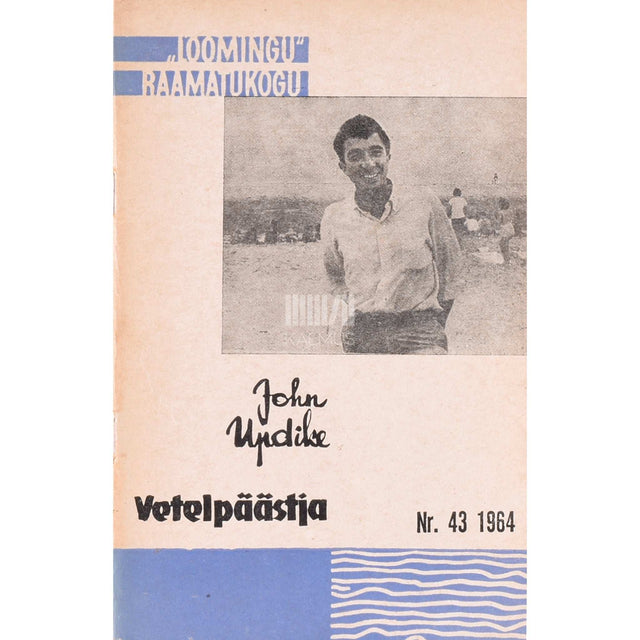 „LOOMINGU“
RAAMATUKOGU
John
Updike
Vetelpäästja
Nr. 43 1964